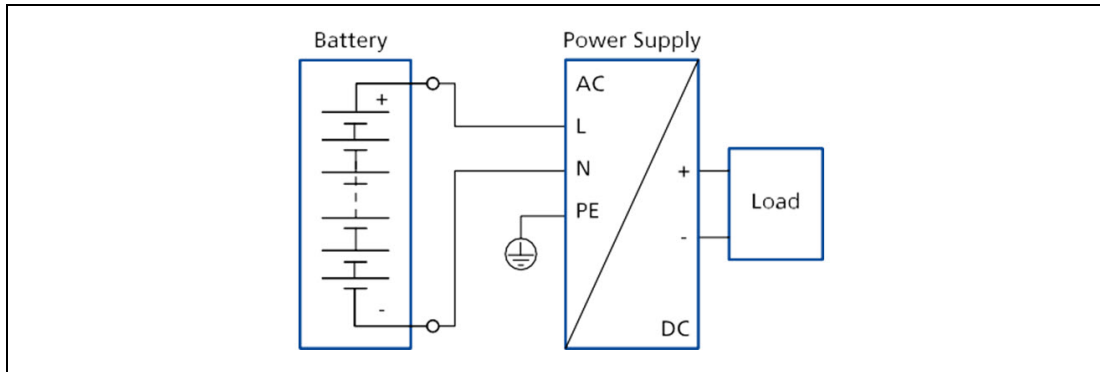 Battery
Power Supply
+
-
AC
L
N
PE
+
-
DC
Load